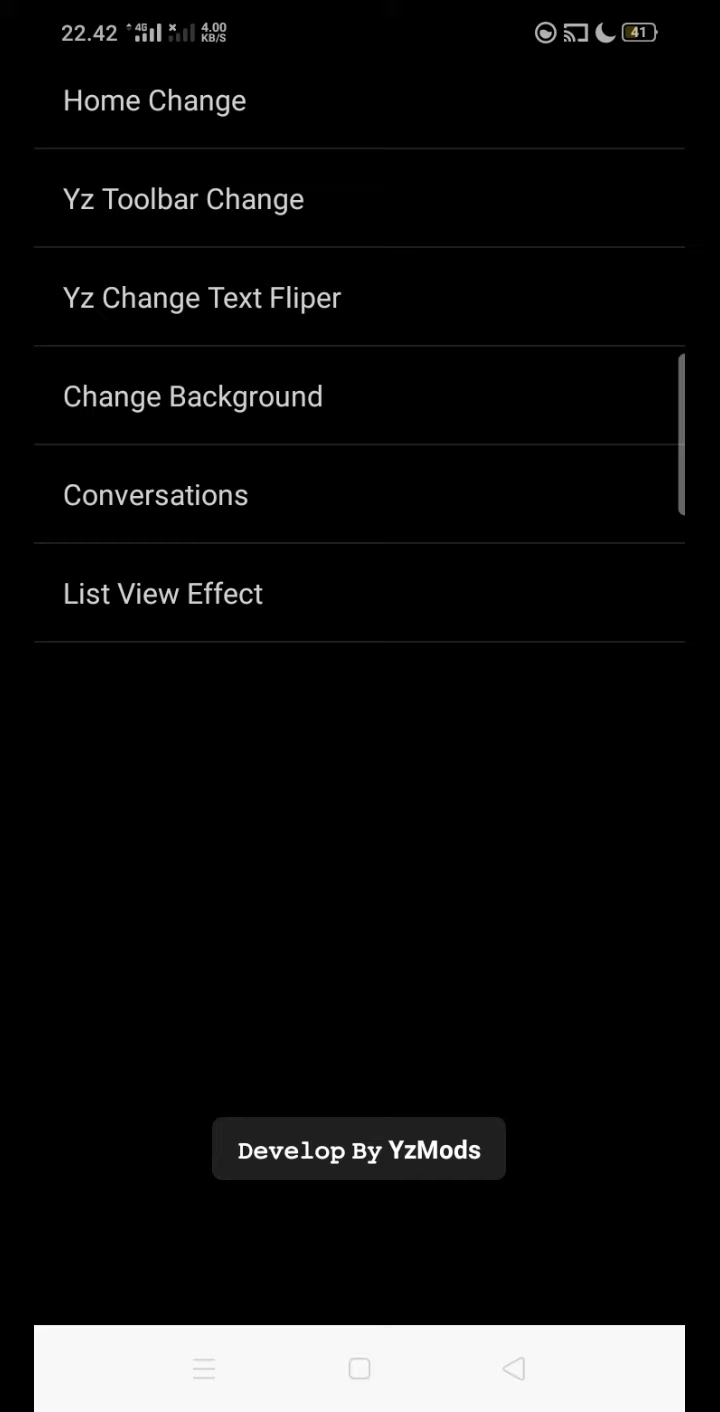 22.42 4G 4.00 KB/S 41
Home Change
Yz Toolbar Change
Yz Change Text Fliper
Change Background
Conversations
List View Effect
Develop By YzMods